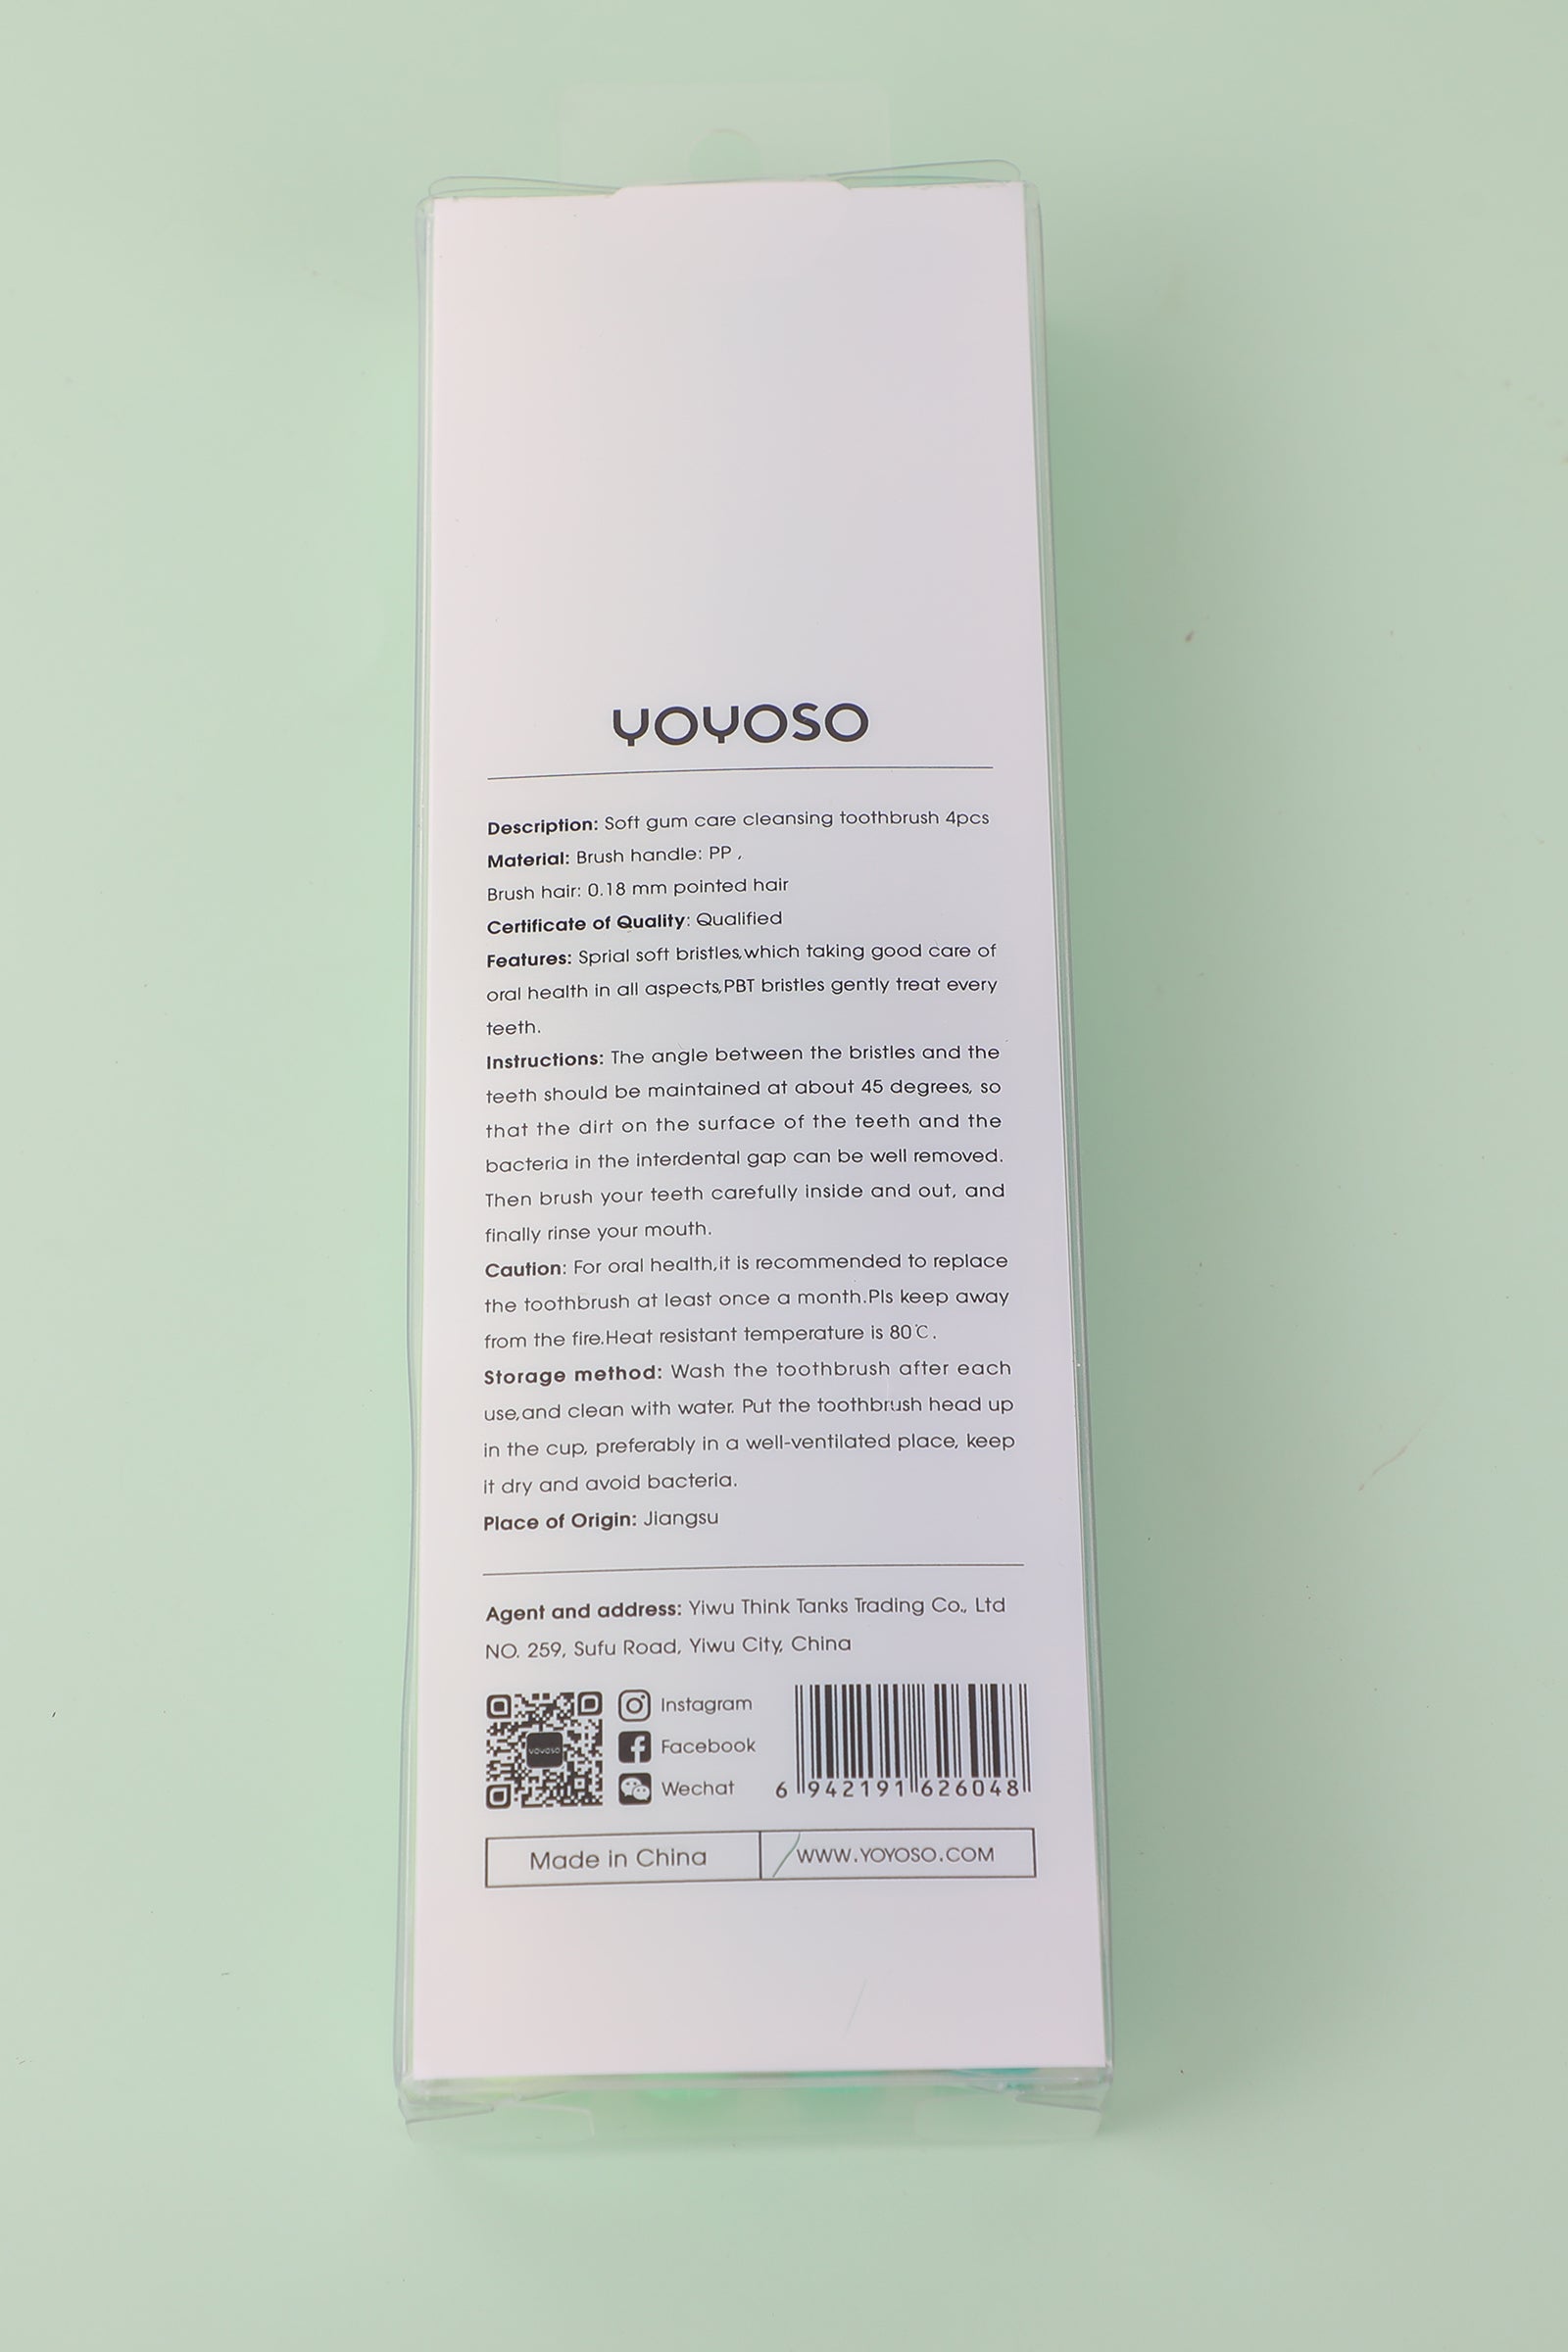 YOYOSO
Description: Soft gum care cleansing toothbrush 4pcs
Material: Brush handle: PP ,
Brush hair: 0.18 mm pointed hair
Certificate of Quality: Qualified
Features: Sprial soft bristles,which taking good care of
oral health in all aspects,PBT bristles gently treat every
teeth.
Instructions: The angle between the bristles and the
teeth should be maintained at about 45 degrees, so
that the dirt on the surface of the teeth and the
bacteria in the interdental gap can be well removed.
Then brush your teeth carefully inside and out, and
finally rinse your mouth.
Caution: For oral health,it is recommended to replace
the toothbrush at least once a month.Pls keep away
from the fire.Heat resistant temperature is 80℃.
Storage method: Wash the toothbrush after each
use,and clean with water. Put the toothbrush head up
in the cup, preferably in a well-ventilated place, keep
it dry and avoid bacteria.
Place of Origin: Jiangsu
Agent and address: Yiwu Think Tanks Trading Co., Ltd
NO. 259, Sufu Road, Yiwu City, China
YOYOSO
Instagram
Facebook
Wechat
6 942191 626048
Made in China
WWW.YOYOSO.COM